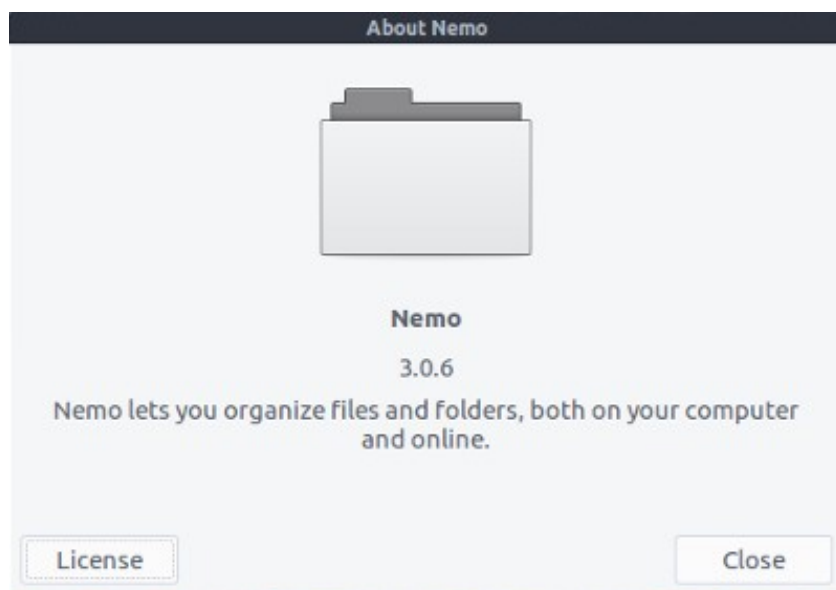 About Nemo
Nemo
3.0.6
Nemo lets you organize files and folders, both on your computer
and online.
License
Close